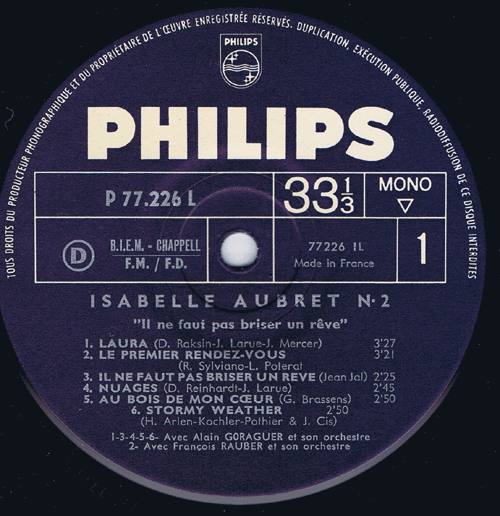 TOUS DROITS DU PRODUCTEUR PHONOGRAPHIQUE ET DU PROPRIÉTAIRE DE L'ŒUVRE ENREGISTRÉE RÉSERVÉS. DUPLICATION, EXÉCUTION PUBLIQUE, RADIODIFFUSION DE CE DISQUE INTERDITES
PHILIPS
PHILIPS
P 77.226 L
33 1/3
MONO
▽
D
B.I.E.M. - CHAPPELL
F.M. / F.D.
77226 1L
Made in France
1
ISABELLE AUBRET N·2
"Il ne faut pas briser un rêve"
1. LAURA (D. Raksin-J. Larue-J. Mercer) 3'27
2. LE PREMIER RENDEZ-VOUS 3'21
(R. Sylviano-L. Poterat)
3. IL NE FAUT PAS BRISER UN REVE (Jean Jal) 2'25
4. NUAGES (D. Reinhardt-J. Larue) 2'45
5. AU BOIS DE MON CŒUR (G. Brassens) 2'50
6. STORMY WEATHER 2'50
(H. Arlen-Kochler-Pothier & J. Cis)
1-3-4-5-6- Avec Alain GORAGUER et son orchestre
2- Avec François RAUBER et son orchestre